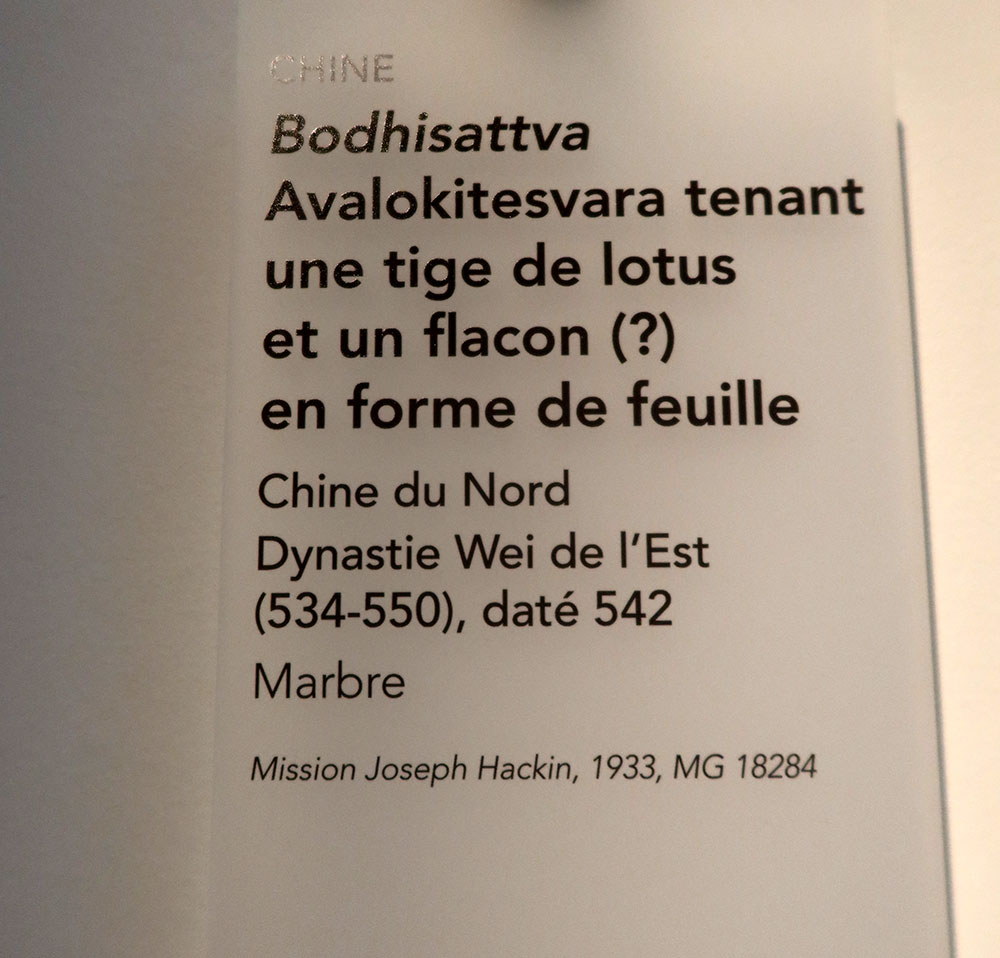 CHINE
Bodhisattva
Avalokitesvara tenant
une tige de lotus
et un flacon (?)
en forme de feuille
Chine du Nord
Dynastie Wei de l’Est
(534-550), daté 542
Marbre
Mission Joseph Hackin, 1933, MG 18284